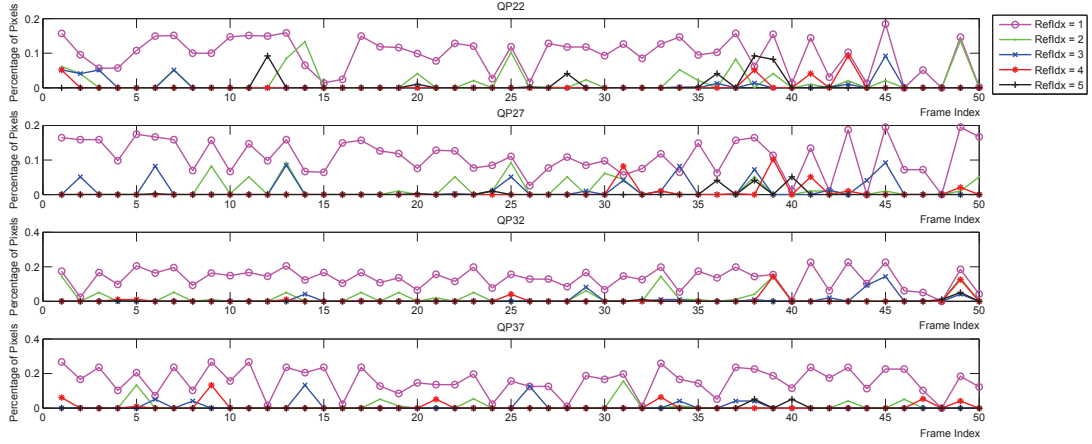 QP22
Percentage of Pixels
0.2
0.1
0
0 5 10 15 20 25 30 35 40 45 50
Frame Index
RefIdx = 1
RefIdx = 2
RefIdx = 3
RefIdx = 4
RefIdx = 5
QP27
Percentage of Pixels
0.2
0.1
0
0 5 10 15 20 25 30 35 40 45 50
Frame Index
QP32
Percentage of Pixels
0.4
0.2
0
0 5 10 15 20 25 30 35 40 45 50
Frame Index
QP37
Percentage of Pixels
0.4
0.2
0
0 5 10 15 20 25 30 35 40 45 50
Frame Index